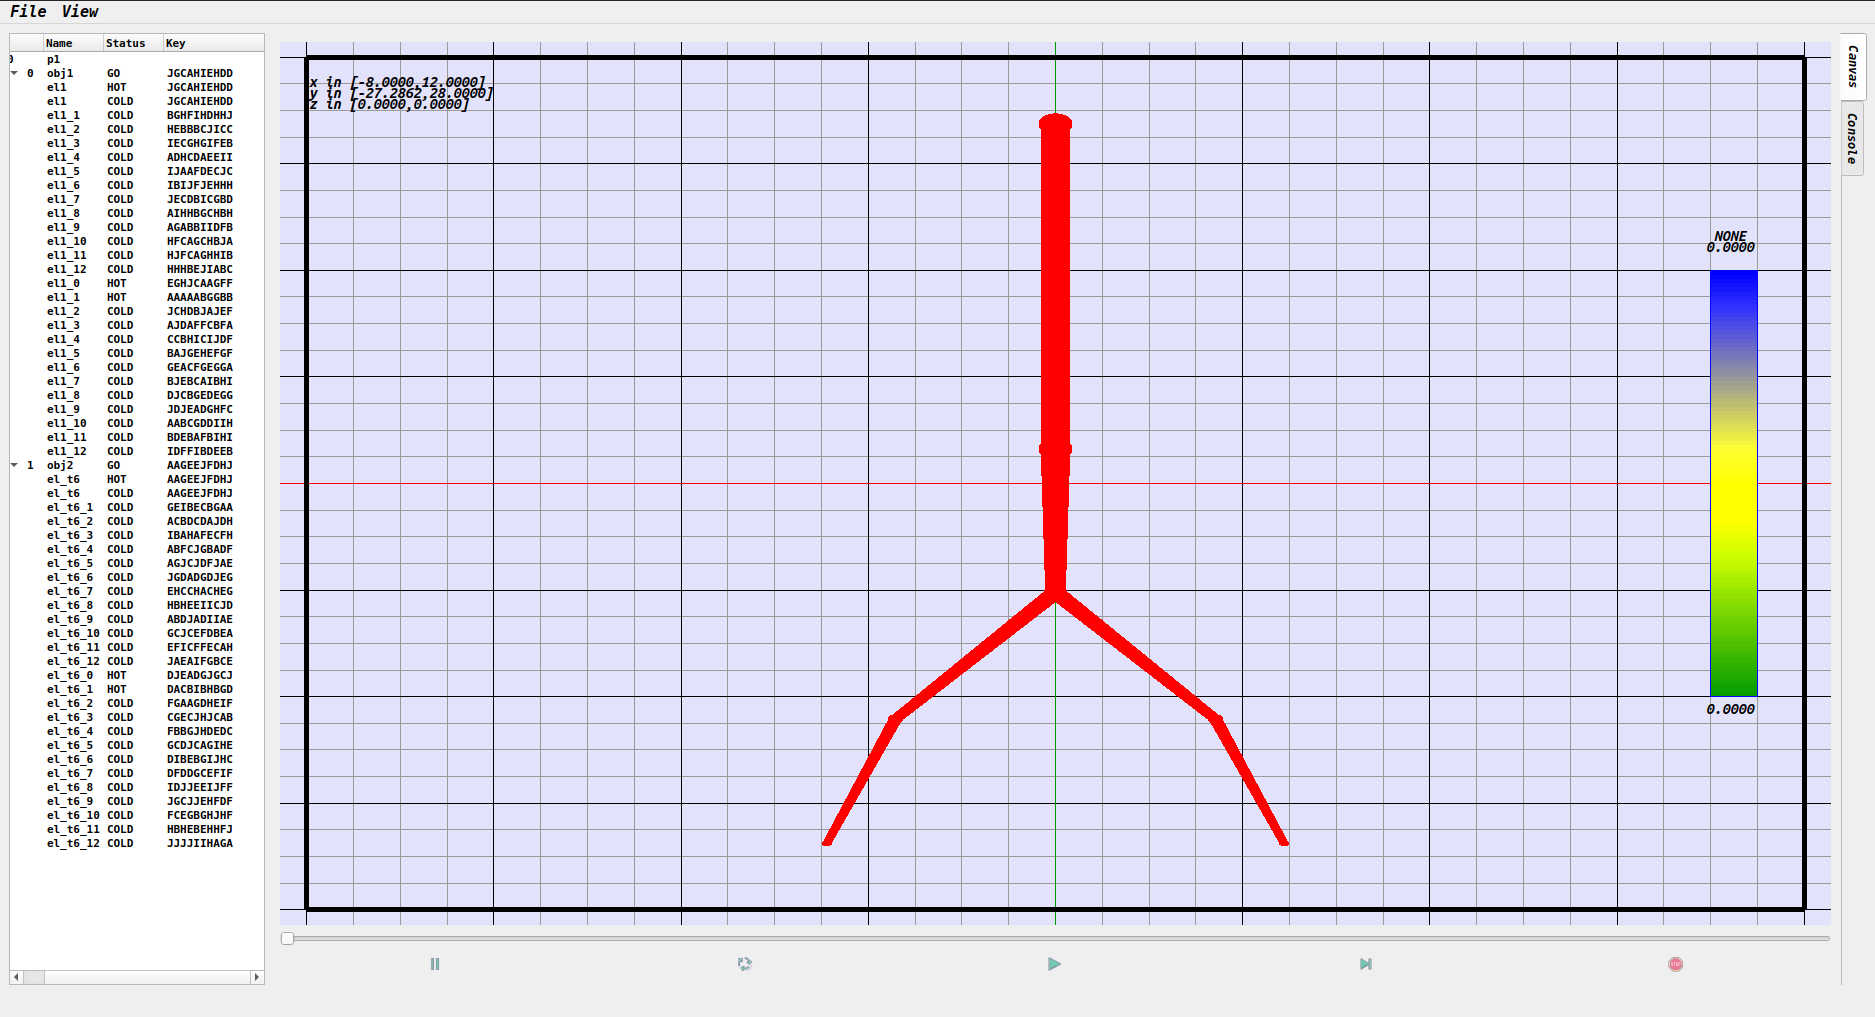 File View
Name Status Key
p1
0 obj1 GO JGCAHIEHDD
el1 HOT JGCAHIEHDD
el1 COLD JGCAHIEHDD
el1_1 COLD BGHFIHDHHJ
el1_2 COLD HEBBBCJICC
el1_3 COLD IECGHGIFEB
el1_4 COLD ADHCDAEEII
el1_5 COLD IJAAFDECJC
el1_6 COLD IBIJFJEHHH
el1_7 COLD JECDBICGBD
el1_8 COLD AIHHBGCHBH
el1_9 COLD AGABBIIDFB
el1_10 COLD HFCAGCHBJA
el1_11 COLD HJFCAGHHIB
el1_12 COLD HHHBEJIABC
el1_0 HOT EGHJCAAGFF
el1_1 HOT AAAAABGGBB
el1_2 COLD JCHDBJAJEF
el1_3 COLD AJDAFFCBFA
el1_4 COLD CCBHICIJDF
el1_5 COLD BAJGEHEFGF
el1_6 COLD GEACFGEGGA
el1_7 COLD BJEBCAIBHI
el1_8 COLD DJCBGEDEGG
el1_9 COLD JDJEADGHFC
el1_10 COLD AABCGDDIIH
el1_11 COLD BDEBAFBIHI
el1_12 COLD IDFFIBDEEB
1 obj2 GO AAGEEJFDHJ
el_t6 HOT AAGEEJFDHJ
el_t6 COLD AAGEEJFDHJ
el_t6_1 COLD GEIBECBGAA
el_t6_2 COLD ACBDCDAJDH
el_t6_3 COLD IBAHAFECFH
el_t6_4 COLD ABFCJGBADF
el_t6_5 COLD AGJCJDFJAE
el_t6_6 COLD JGDADGDJEG
el_t6_7 COLD EHCCHACHEG
el_t6_8 COLD HBHEEIICJD
el_t6_9 COLD ABDJADIIAE
el_t6_10 COLD GCJCEFDBEA
el_t6_11 COLD EFICFFECAH
el_t6_12 COLD JAEAIFGBCE
el_t6_0 HOT DJEADGJGCJ
el_t6_1 HOT DACBIBHBGD
el_t6_2 COLD FGAAGDHEIF
el_t6_3 COLD CGECJHJCAB
el_t6_4 COLD FBBGJHDEDC
el_t6_5 COLD GCDJCAGIHE
el_t6_6 COLD DIBEBGIJHC
el_t6_7 COLD DFDDGCEFIF
el_t6_8 COLD IDJJEEIJFF
el_t6_9 COLD JGCJJEHFDF
el_t6_10 COLD FCEGBGHJHF
el_t6_11 COLD HBHEBEHHFJ
el_t6_12 COLD JJJJIIHAGA
x in [-8.0000,12.0000]
y in [-27.2862,28.0000]
z in [0.0000,0.0000]
NONE
0.0000
0.0000
Canvas
Console